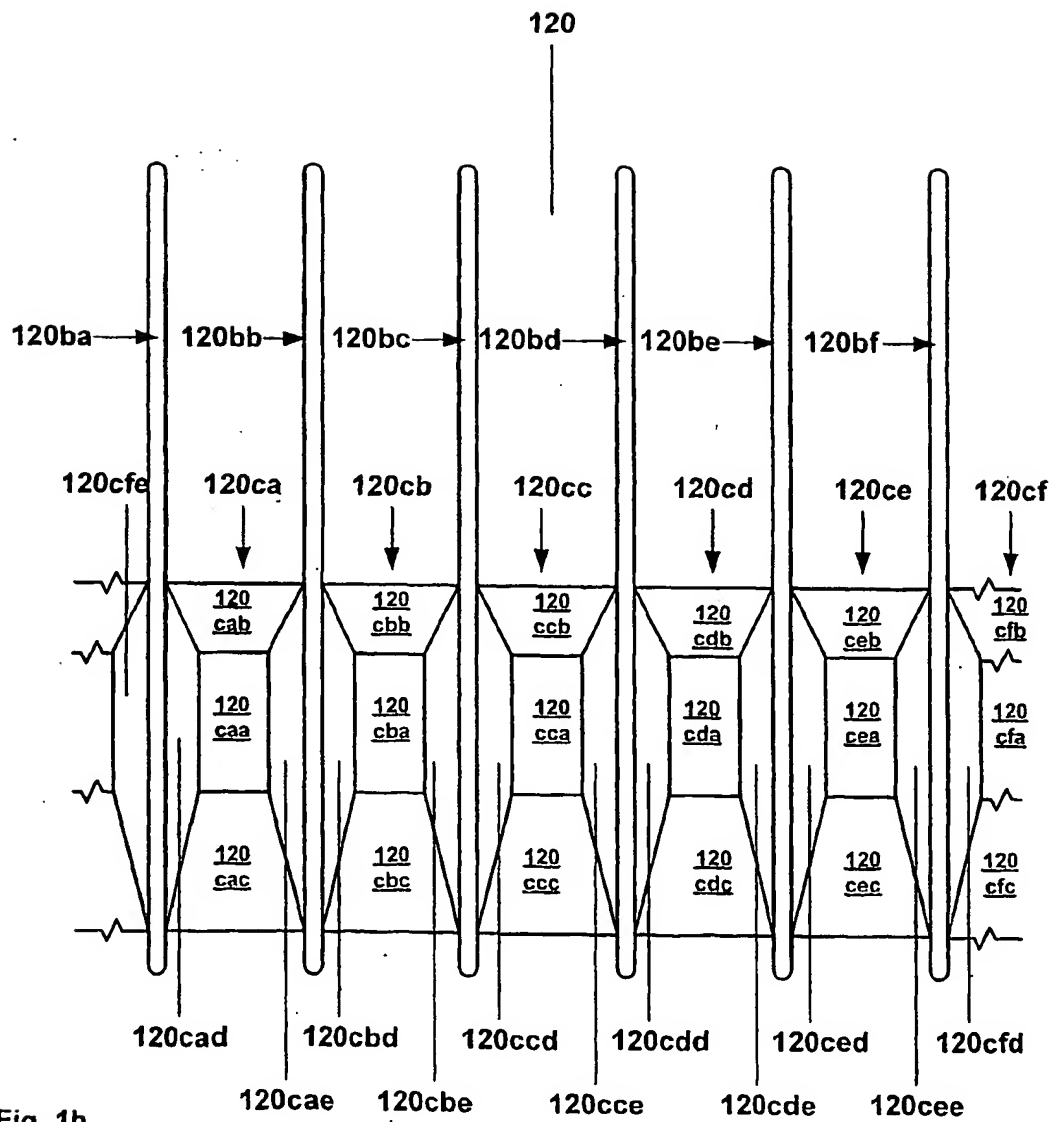 120
120ba 120bb 120bc 120bd 120be 120bf
120cfe 120ca 120cb 120cc 120cd 120ce 120cf
120 120 120 120 120 120
cab cbb ccb cdb ceb cfb
120 120 120 120 120 120
caa cba cca cda cea cfa
120 120 120 120 120 120
cac cbc ccc cdc cec cfc
120cad 120cbd 120ccd 120cdd 120ced 120cfd
120cae 120cbe 120cce 120cde 120cee
Fig. 1b